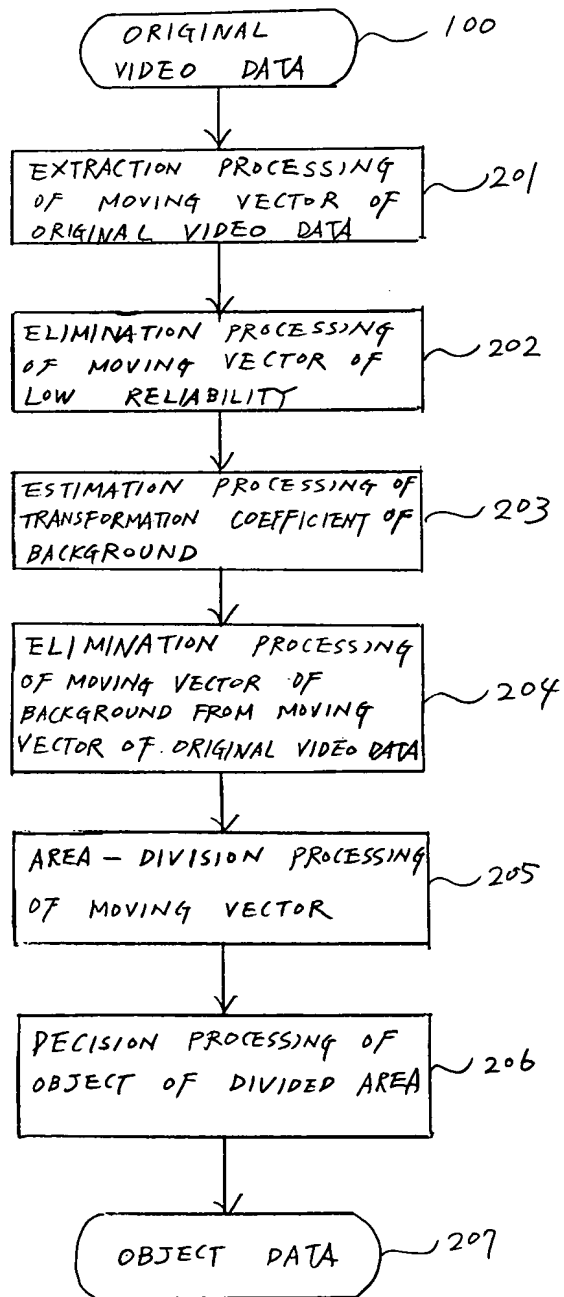 ORIGINAL
VIDEO DATA
100
EXTRACTION PROCESSING
OF MOVING VECTOR OF
ORIGINAL VIDEO DATA
201
ELIMINATION PROCESSING
OF MOVING VECTOR OF
LOW RELIABILITY
202
ESTIMATION PROCESSING OF
TRANSFORMATION COEFFICIENT OF
BACKGROUND
203
ELIMINATION PROCESSING
OF MOVING VECTOR OF
BACKGROUND FROM MOVING
VECTOR OF ORIGINAL VIDEO DATA
204
AREA-DIVISION PROCESSING
OF MOVING VECTOR
205
DECISION PROCESSING OF
OBJECT OF DIVIDED AREA
206
OBJECT DATA
207